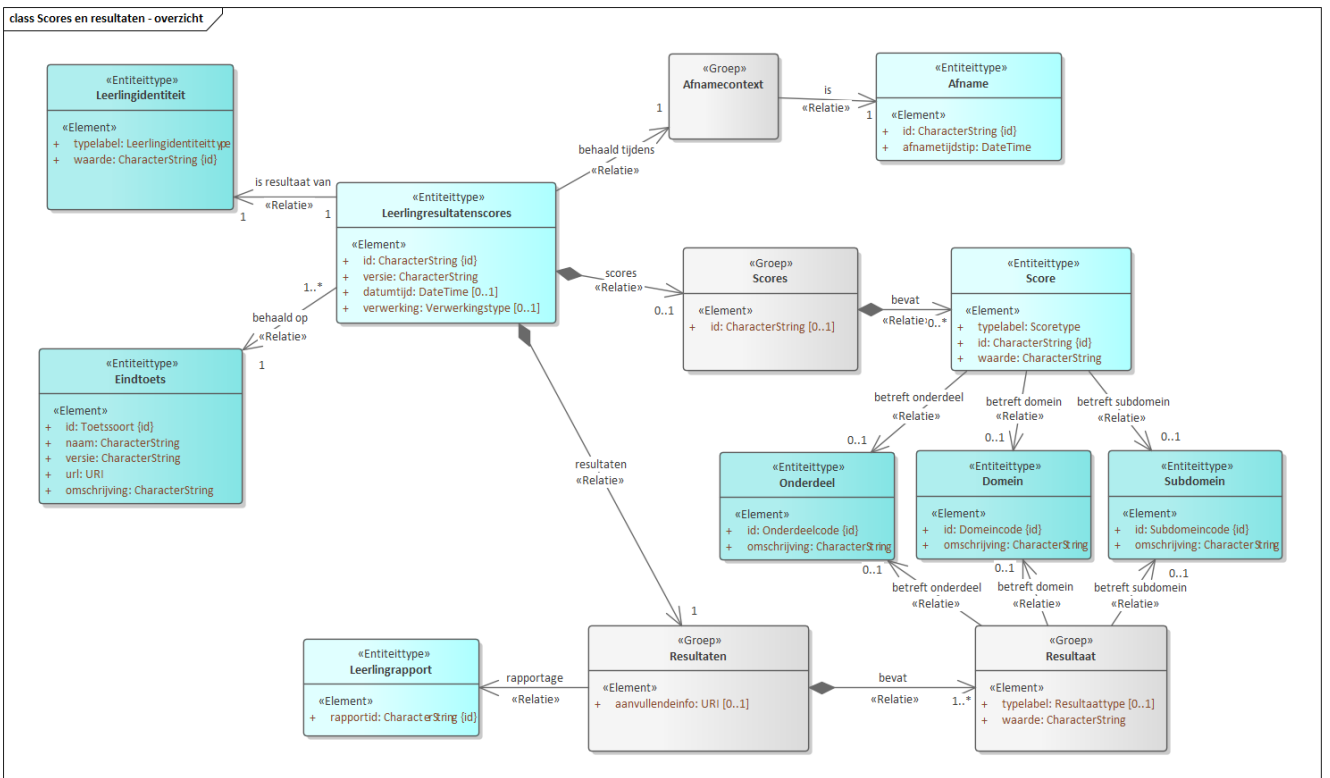 class Scores en resultaten - overzicht
«Entiteittype»
Leerlingidentiteit
«Element»
+ typelabel: Leerlingidentiteittype
+ waarde: CharacterString {id}
«Groep»
Afnamecontext
is
«Relatie»
1
«Entiteittype»
Afname
«Element»
+ id: CharacterString {id}
+ afnametijdstip: DateTime
1
behaald tijdens
«Relatie»
is resultaat van
«Relatie»
1
1
«Entiteittype»
Leerlingresultatenscores
«Element»
+ id: CharacterString {id}
+ versie: CharacterString
+ datumtijd: DateTime [0..1]
+ verwerking: Verwerkingstype [0..1]
scores
«Relatie»
0..1
«Groep»
Scores
«Element»
+ id: CharacterString [0..1]
bevat
«Relatie»
0..*
«Entiteittype»
Score
«Element»
+ typelabel: Scoretype
+ id: CharacterString {id}
+ waarde: CharacterString
1..*
behaald op
«Relatie»
1
«Entiteittype»
Eindtoets
«Element»
+ id: Toetssoort {id}
+ naam: CharacterString
+ versie: CharacterString
+ url: URI
+ omschrijving: CharacterString
betreft onderdeel
«Relatie»
0..1
betreft domein
«Relatie»
0..1
betreft subdomein
«Relatie»
0..1
resultaten
«Relatie»
1
«Entiteittype»
Onderdeel
«Element»
+ id: Onderdeelcode {id}
+ omschrijving: CharacterString
«Entiteittype»
Domein
«Element»
+ id: Domeincode {id}
+ omschrijving: CharacterString
«Entiteittype»
Subdomein
«Element»
+ id: Subdomeincode {id}
+ omschrijving: CharacterString
0..1
betreft onderdeel
«Relatie»
0..1
betreft domein
«Relatie»
0..1
betreft subdomein
«Relatie»
«Entiteittype»
Leerlingrapport
«Element»
+ rapportid: CharacterString {id}
rapportage
«Relatie»
«Groep»
Resultaten
«Element»
+ aanvullendeinfo: URI [0..1]
bevat
«Relatie»
1..*
«Groep»
Resultaat
«Element»
+ typelabel: Resultaattype [0..1]
+ waarde: CharacterString